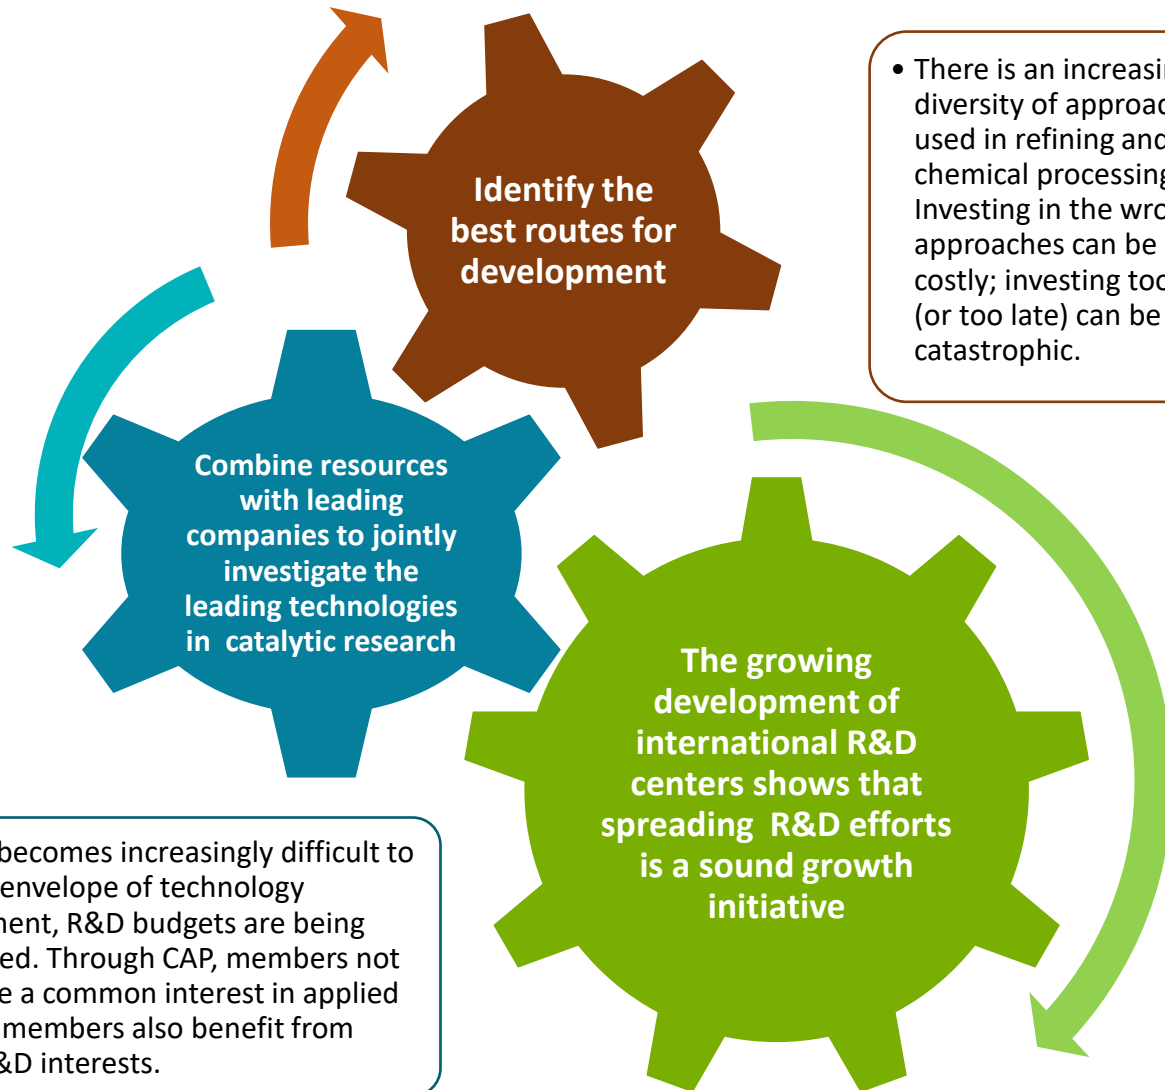 Identify the
best routes for
development
• There is an increasin
diversity of approac
used in refining and
chemical processing
Investing in the wro
approaches can be
costly; investing too
(or too late) can be
catastrophic.
Combine resources
with leading
companies to jointly
investigate the
leading technologies
in catalytic research
The growing
development of
international R&D
centers shows that
spreading R&D efforts
is a sound growth
initiative
becomes increasingly difficult to
envelope of technology
ment, R&D budgets are being
ed. Through CAP, members not
e a common interest in applied
members also benefit from
&D interests.